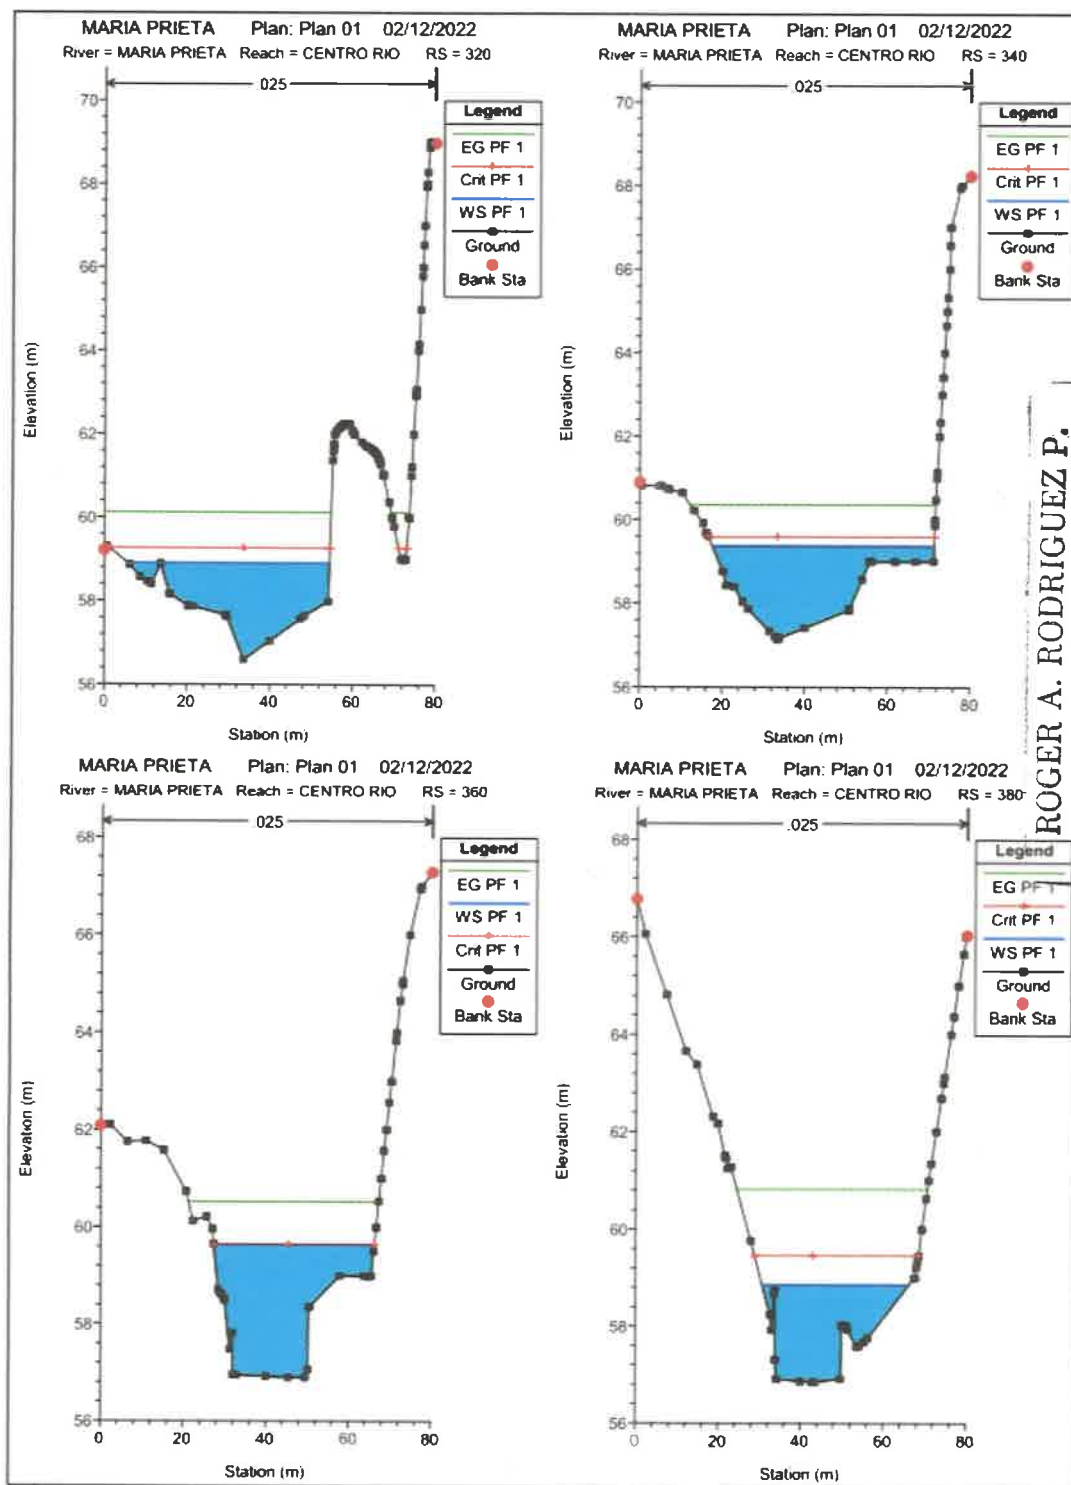 MARIA PRIETA Plan: Plan 01 02/12/2022
River = MARIA PRIETA Reach = CENTRO RIO RS = 320
.025
Legend
EG PF 1
Crit PF 1
WS PF 1
Ground
Bank Sta
70
68
66
64
62
60
58
56
Elevation (m)
0 20 40 60 80
Station (m)
MARIA PRIETA Plan: Plan 01 02/12/2022
River = MARIA PRIETA Reach = CENTRO RIO RS = 340
.025
Legend
EG PF 1
Crit PF 1
WS PF 1
Ground
Bank Sta
70
68
66
64
62
60
58
56
Elevation (m)
0 20 40 60 80
Station (m)
ROGER A. RODRIGUEZ P.
MARIA PRIETA Plan: Plan 01 02/12/2022
River = MARIA PRIETA Reach = CENTRO RIO RS = 360
.025
Legend
EG PF 1
WS PF 1
Crit PF 1
Ground
Bank Sta
68
66
64
62
60
58
56
Elevation (m)
0 20 40 60 80
Station (m)
MARIA PRIETA Plan: Plan 01 02/12/2022
River = MARIA PRIETA Reach = CENTRO RIO RS = 380
.025
Legend
EG PF 1
Crit PF 1
WS PF 1
Ground
Bank Sta
68
66
64
62
60
58
56
Elevation (m)
0 20 40 60 80
Station (m)